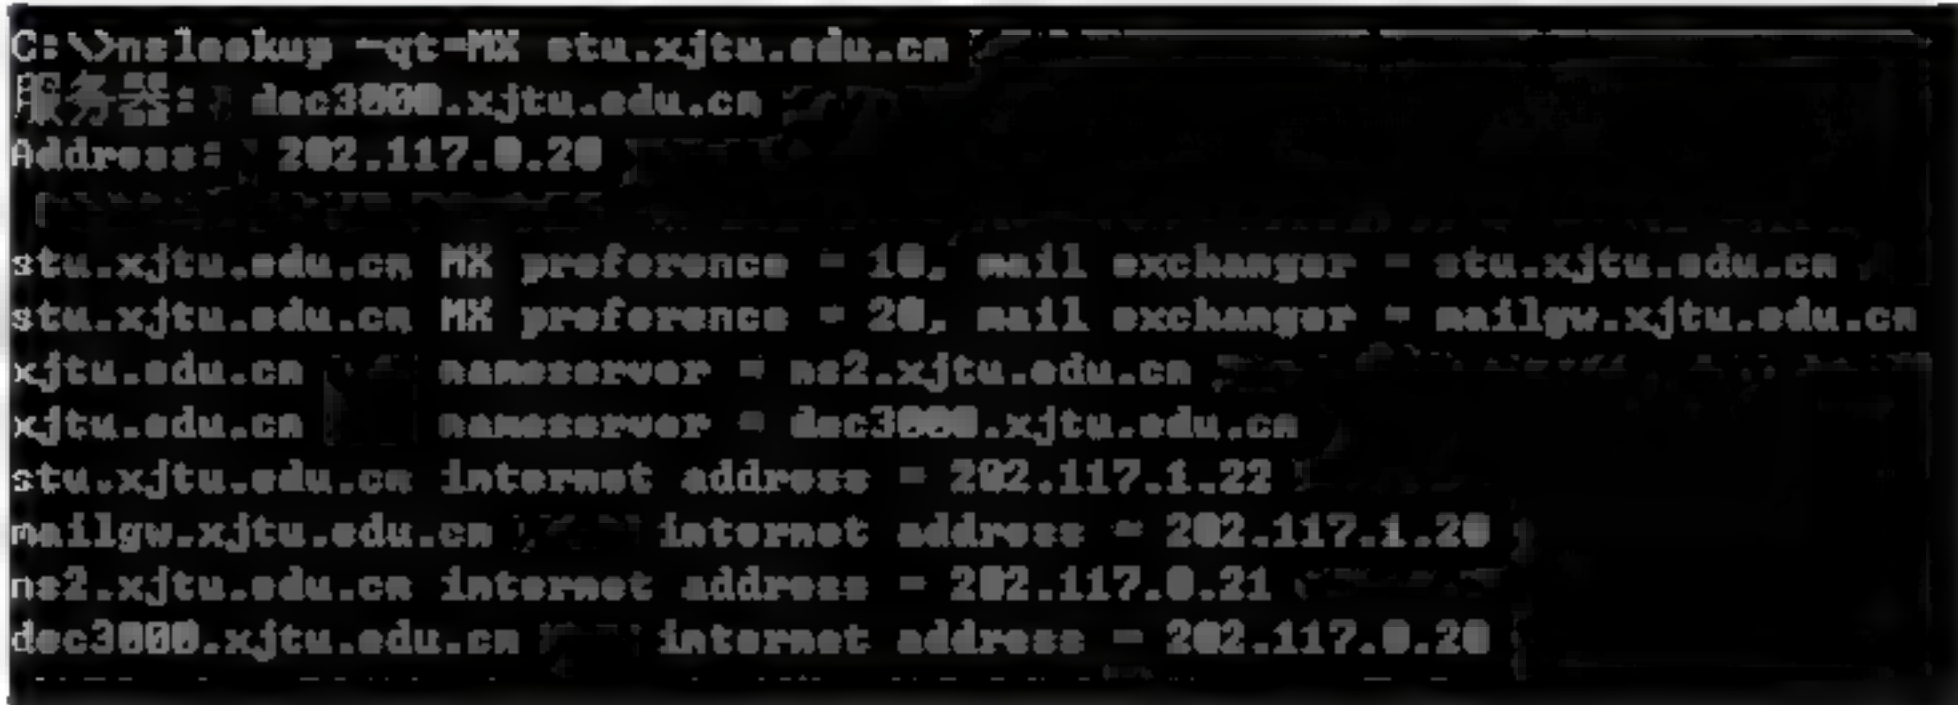 C:\>nslookup -qt=MX stu.xjtu.edu.cn
服务器:  dec3000.xjtu.edu.cn
Address:  202.117.0.20
stu.xjtu.edu.cn MX preference = 10, mail exchanger = stu.xjtu.edu.cn
stu.xjtu.edu.cn MX preference = 20, mail exchanger = mailgw.xjtu.edu.cn
xjtu.edu.cn     nameserver = ns2.xjtu.edu.cn
xjtu.edu.cn     nameserver = dec3000.xjtu.edu.cn
stu.xjtu.edu.cn internet address = 202.117.1.22
mailgw.xjtu.edu.cn      internet address = 202.117.1.20
ns2.xjtu.edu.cn internet address = 202.117.0.21
dec3000.xjtu.edu.cn     internet address = 202.117.0.20